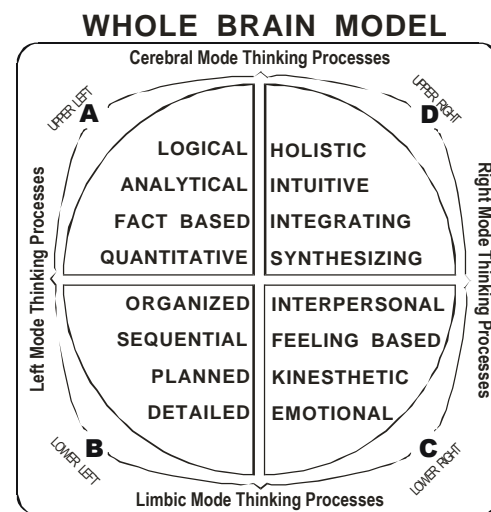 WHOLE BRAIN MODEL
Cerebral Mode Thinking Processes
UPPER LEFT
A
UPPER RIGHT
D
Left Mode Thinking Processes
LOGICAL
ANALYTICAL
FACT BASED
QUANTITATIVE
HOLISTIC
INTUITIVE
INTEGRATING
SYNTHESIZING
Right Mode Thinking Processes
ORGANIZED
SEQUENTIAL
PLANNED
DETAILED
INTERPERSONAL
FEELING BASED
KINESTHETIC
EMOTIONAL
B
LOWER LEFT
C
LOWER RIGHT
Limbic Mode Thinking Processes